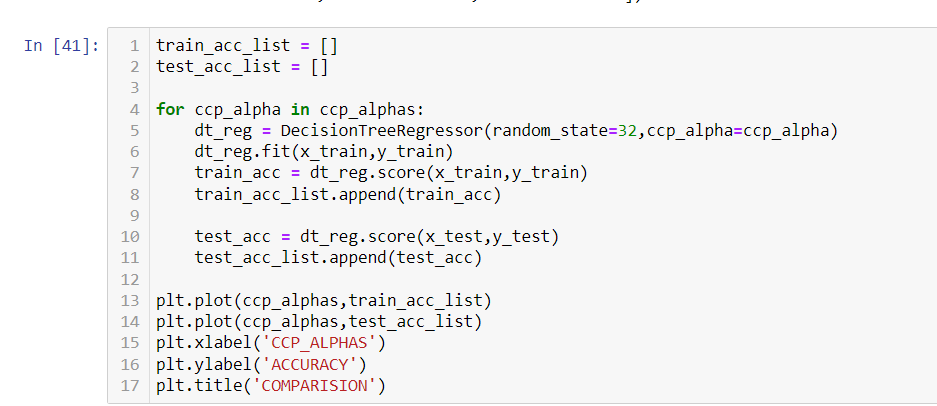 In [41]:
1 train_acc_list = []
2 test_acc_list = []
3
4 for ccp_alpha in ccp_alphas:
5     dt_reg = DecisionTreeRegressor(random_state=32,ccp_alpha=ccp_alpha)
6     dt_reg.fit(x_train,y_train)
7     train_acc = dt_reg.score(x_train,y_train)
8     train_acc_list.append(train_acc)
9
10     test_acc = dt_reg.score(x_test,y_test)
11     test_acc_list.append(test_acc)
12
13 plt.plot(ccp_alphas,train_acc_list)
14 plt.plot(ccp_alphas,test_acc_list)
15 plt.xlabel('CCP_ALPHAS')
16 plt.ylabel('ACCURACY')
17 plt.title('COMPARISION')